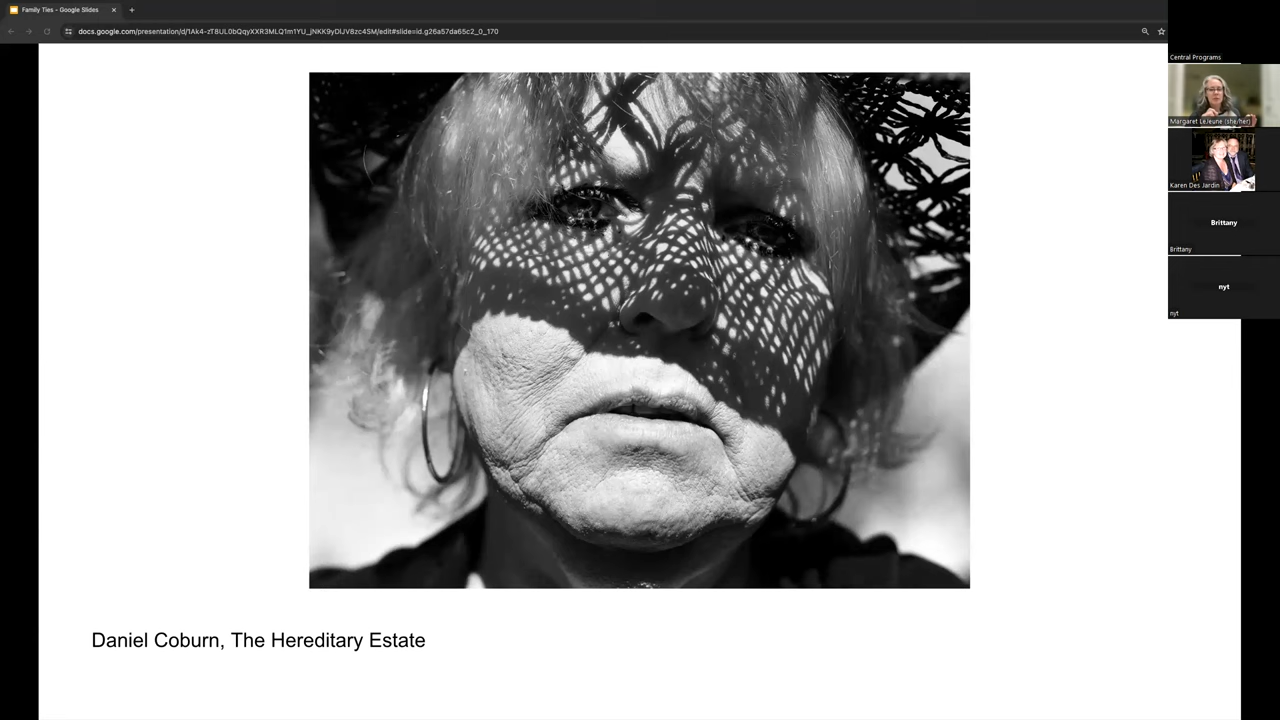 Family Ties - Google Slides
docs.google.com/presentation/d/1Ak4-zT8UL0bQqyXXR3MLQ1m1YU_jNKK9yDlJV8zc4SM/edit#slide=id.g26a57da65c2_0_170
Central Programs
Margaret LeJeune (she/her)
Karen Des Jardin
Brittany
Brittany
nyt
nyt
Daniel Coburn, The Hereditary Estate